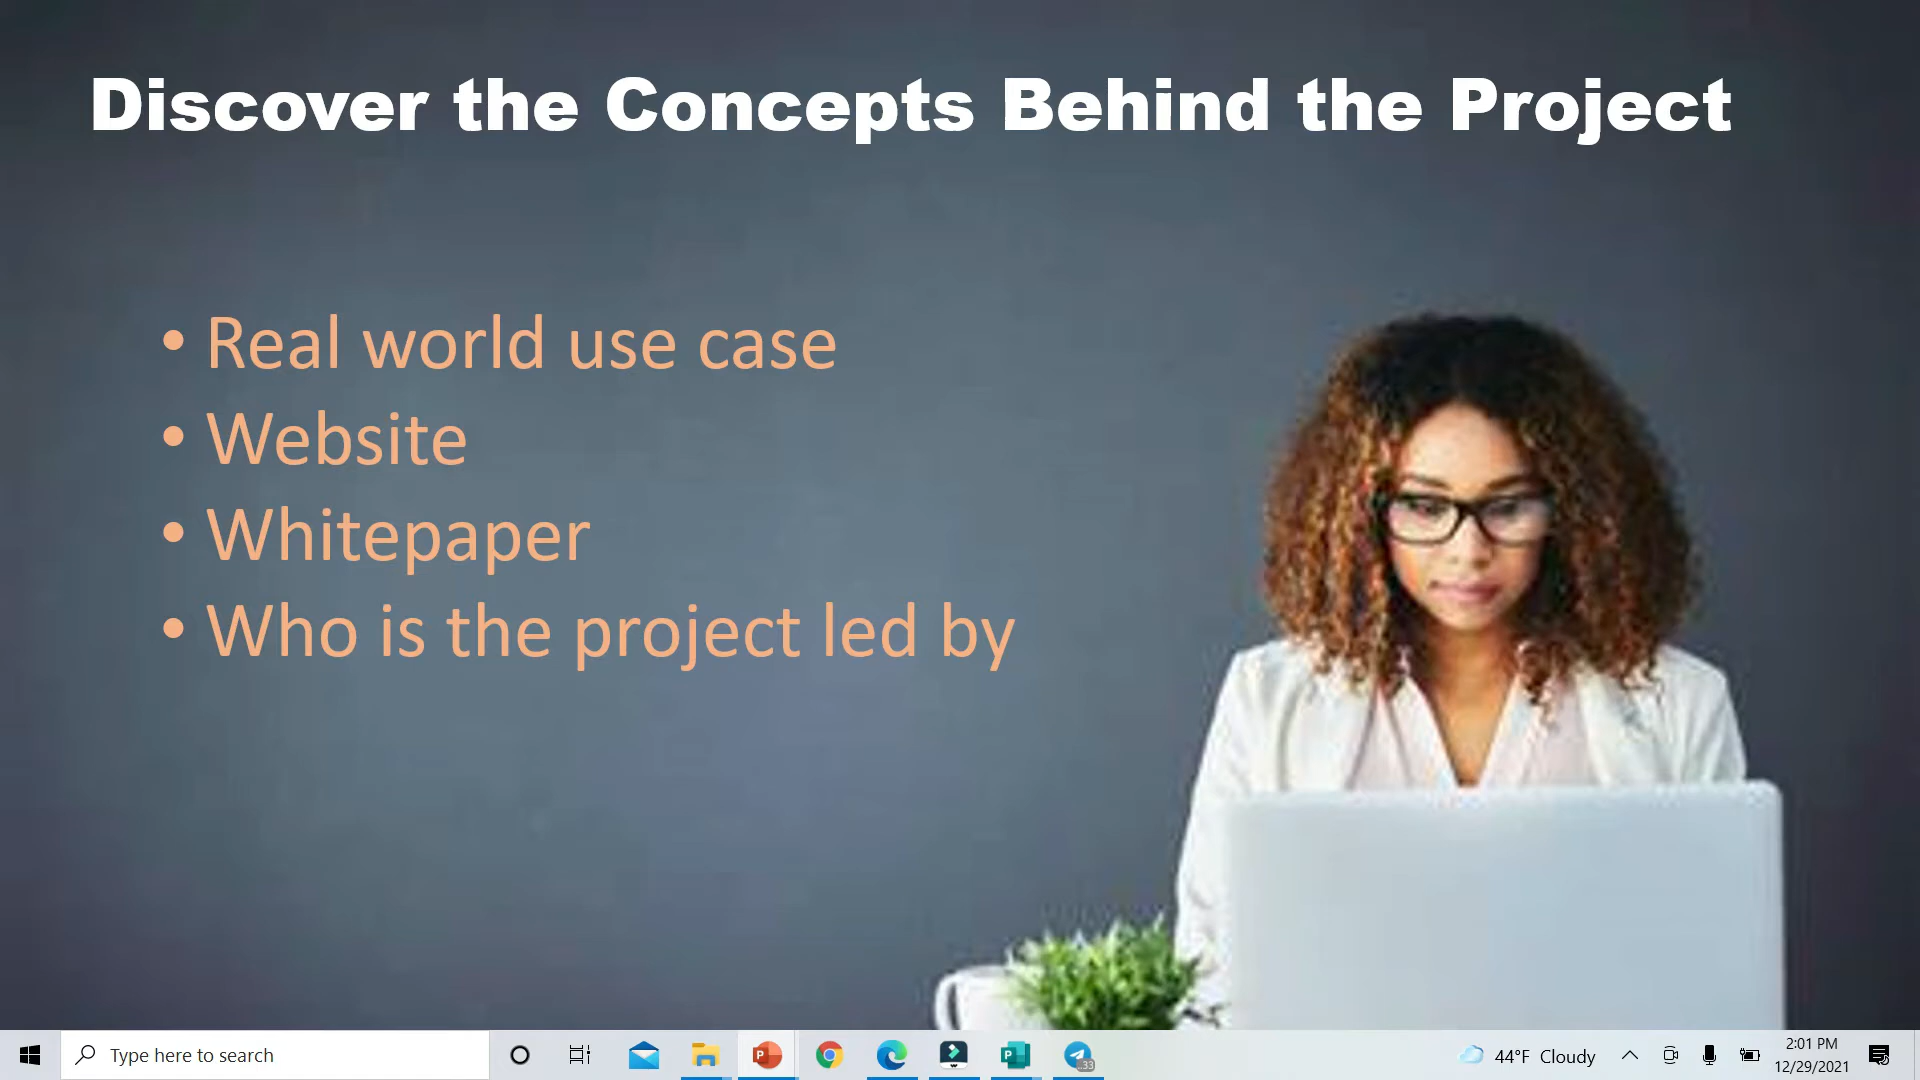 Discover the Concepts Behind the Project
• Real world use case
• Website
• Whitepaper
• Who is the project led by
Type here to search
44°F Cloudy
2:01 PM
12/29/2021